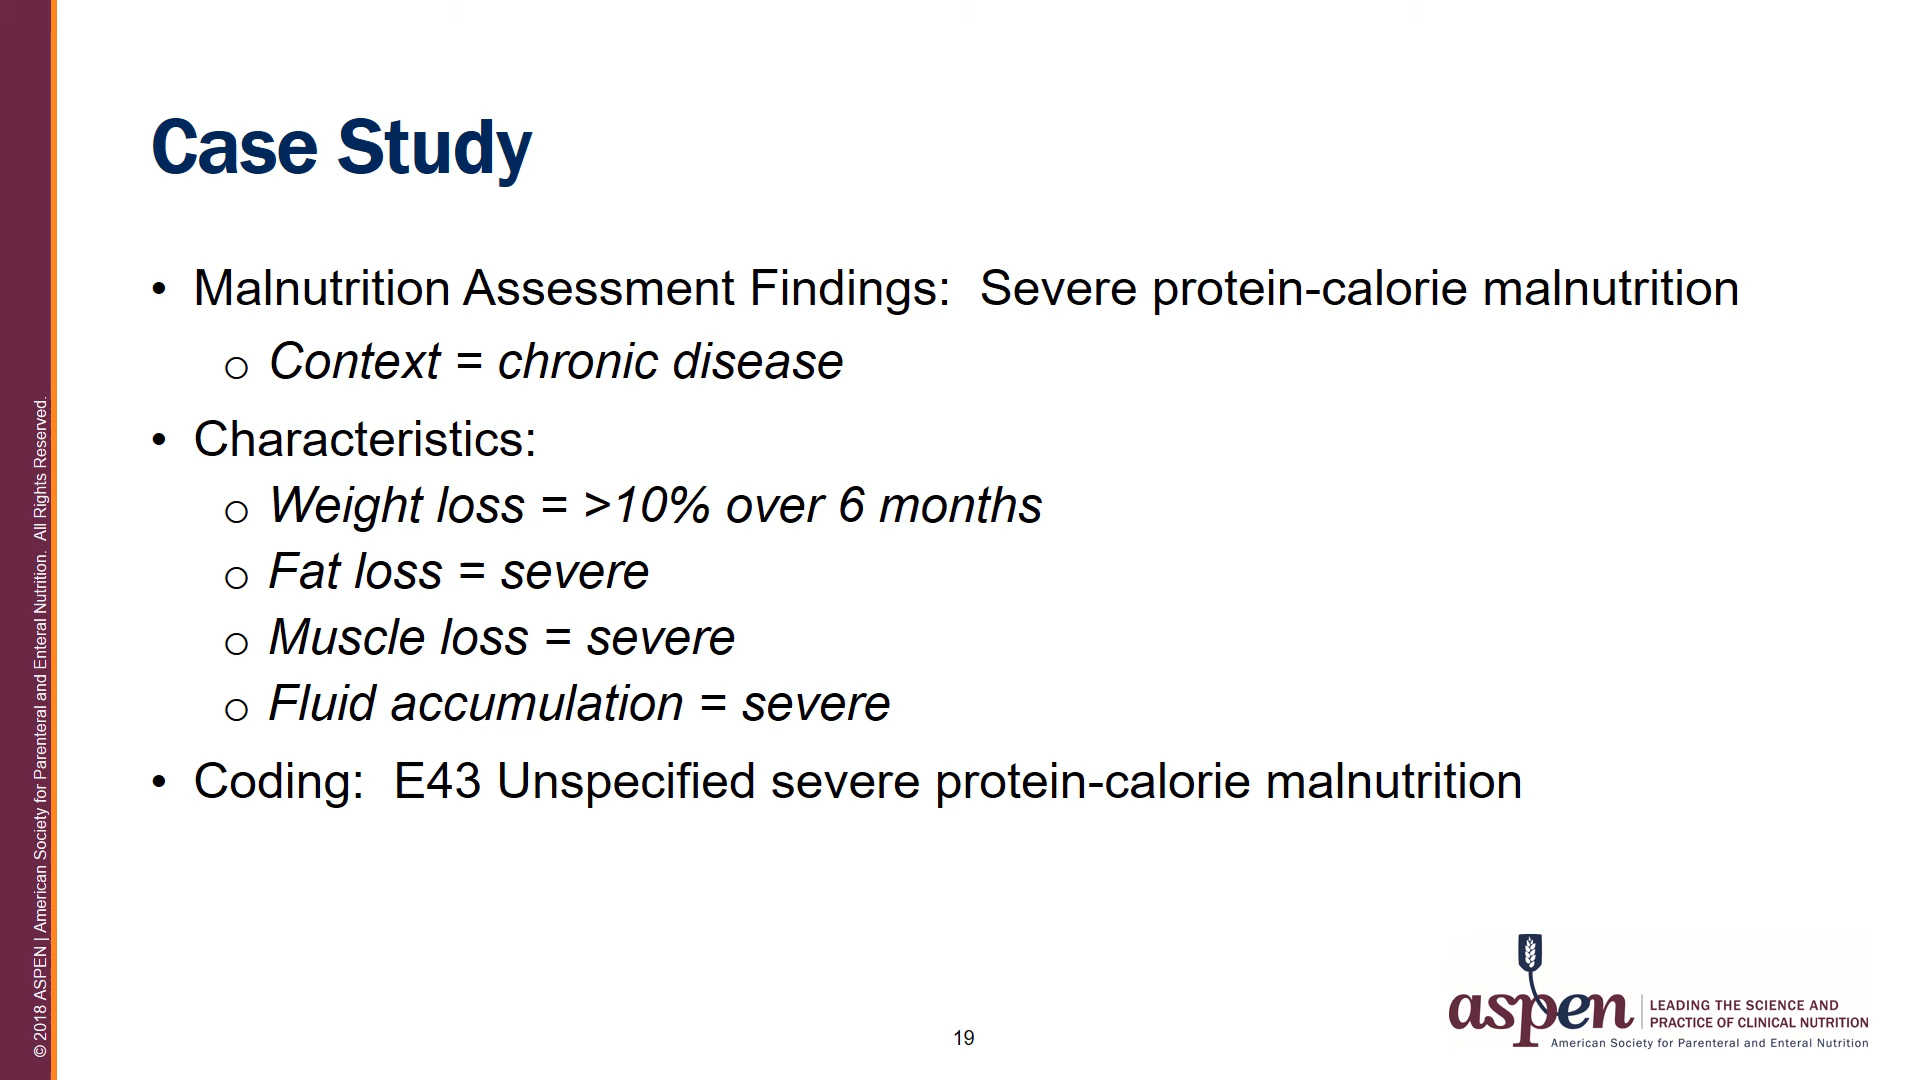 Case Study
• Malnutrition Assessment Findings:  Severe protein-calorie malnutrition
o Context = chronic disease
• Characteristics:
o Weight loss = >10% over 6 months
o Fat loss = severe
o Muscle loss = severe
o Fluid accumulation = severe
• Coding:  E43 Unspecified severe protein-calorie malnutrition
© 2018 ASPEN | American Society for Parenteral and Enteral Nutrition.  All Rights Reserved.
19
aspen
LEADING THE SCIENCE AND
PRACTICE OF CLINICAL NUTRITION
American Society for Parenteral and Enteral Nutrition